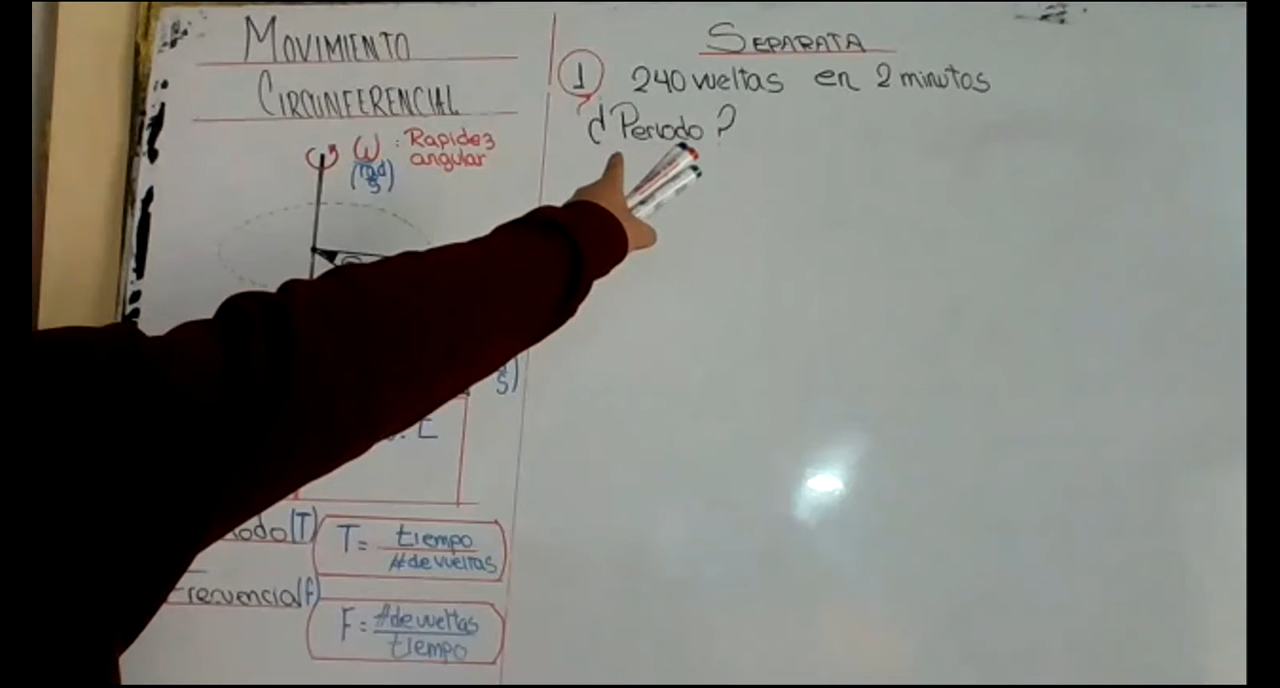 MOVIMIENTO
CIRCUNFERENCIAL
ω : Rapidez
angular
(rad/s)
odo(T) T = tiempo / # de vueltas
recuencia(f)
F = # de vueltas / tiempo
SEPARATA
1 240 vueltas en 2 minutos
¿Periodo?